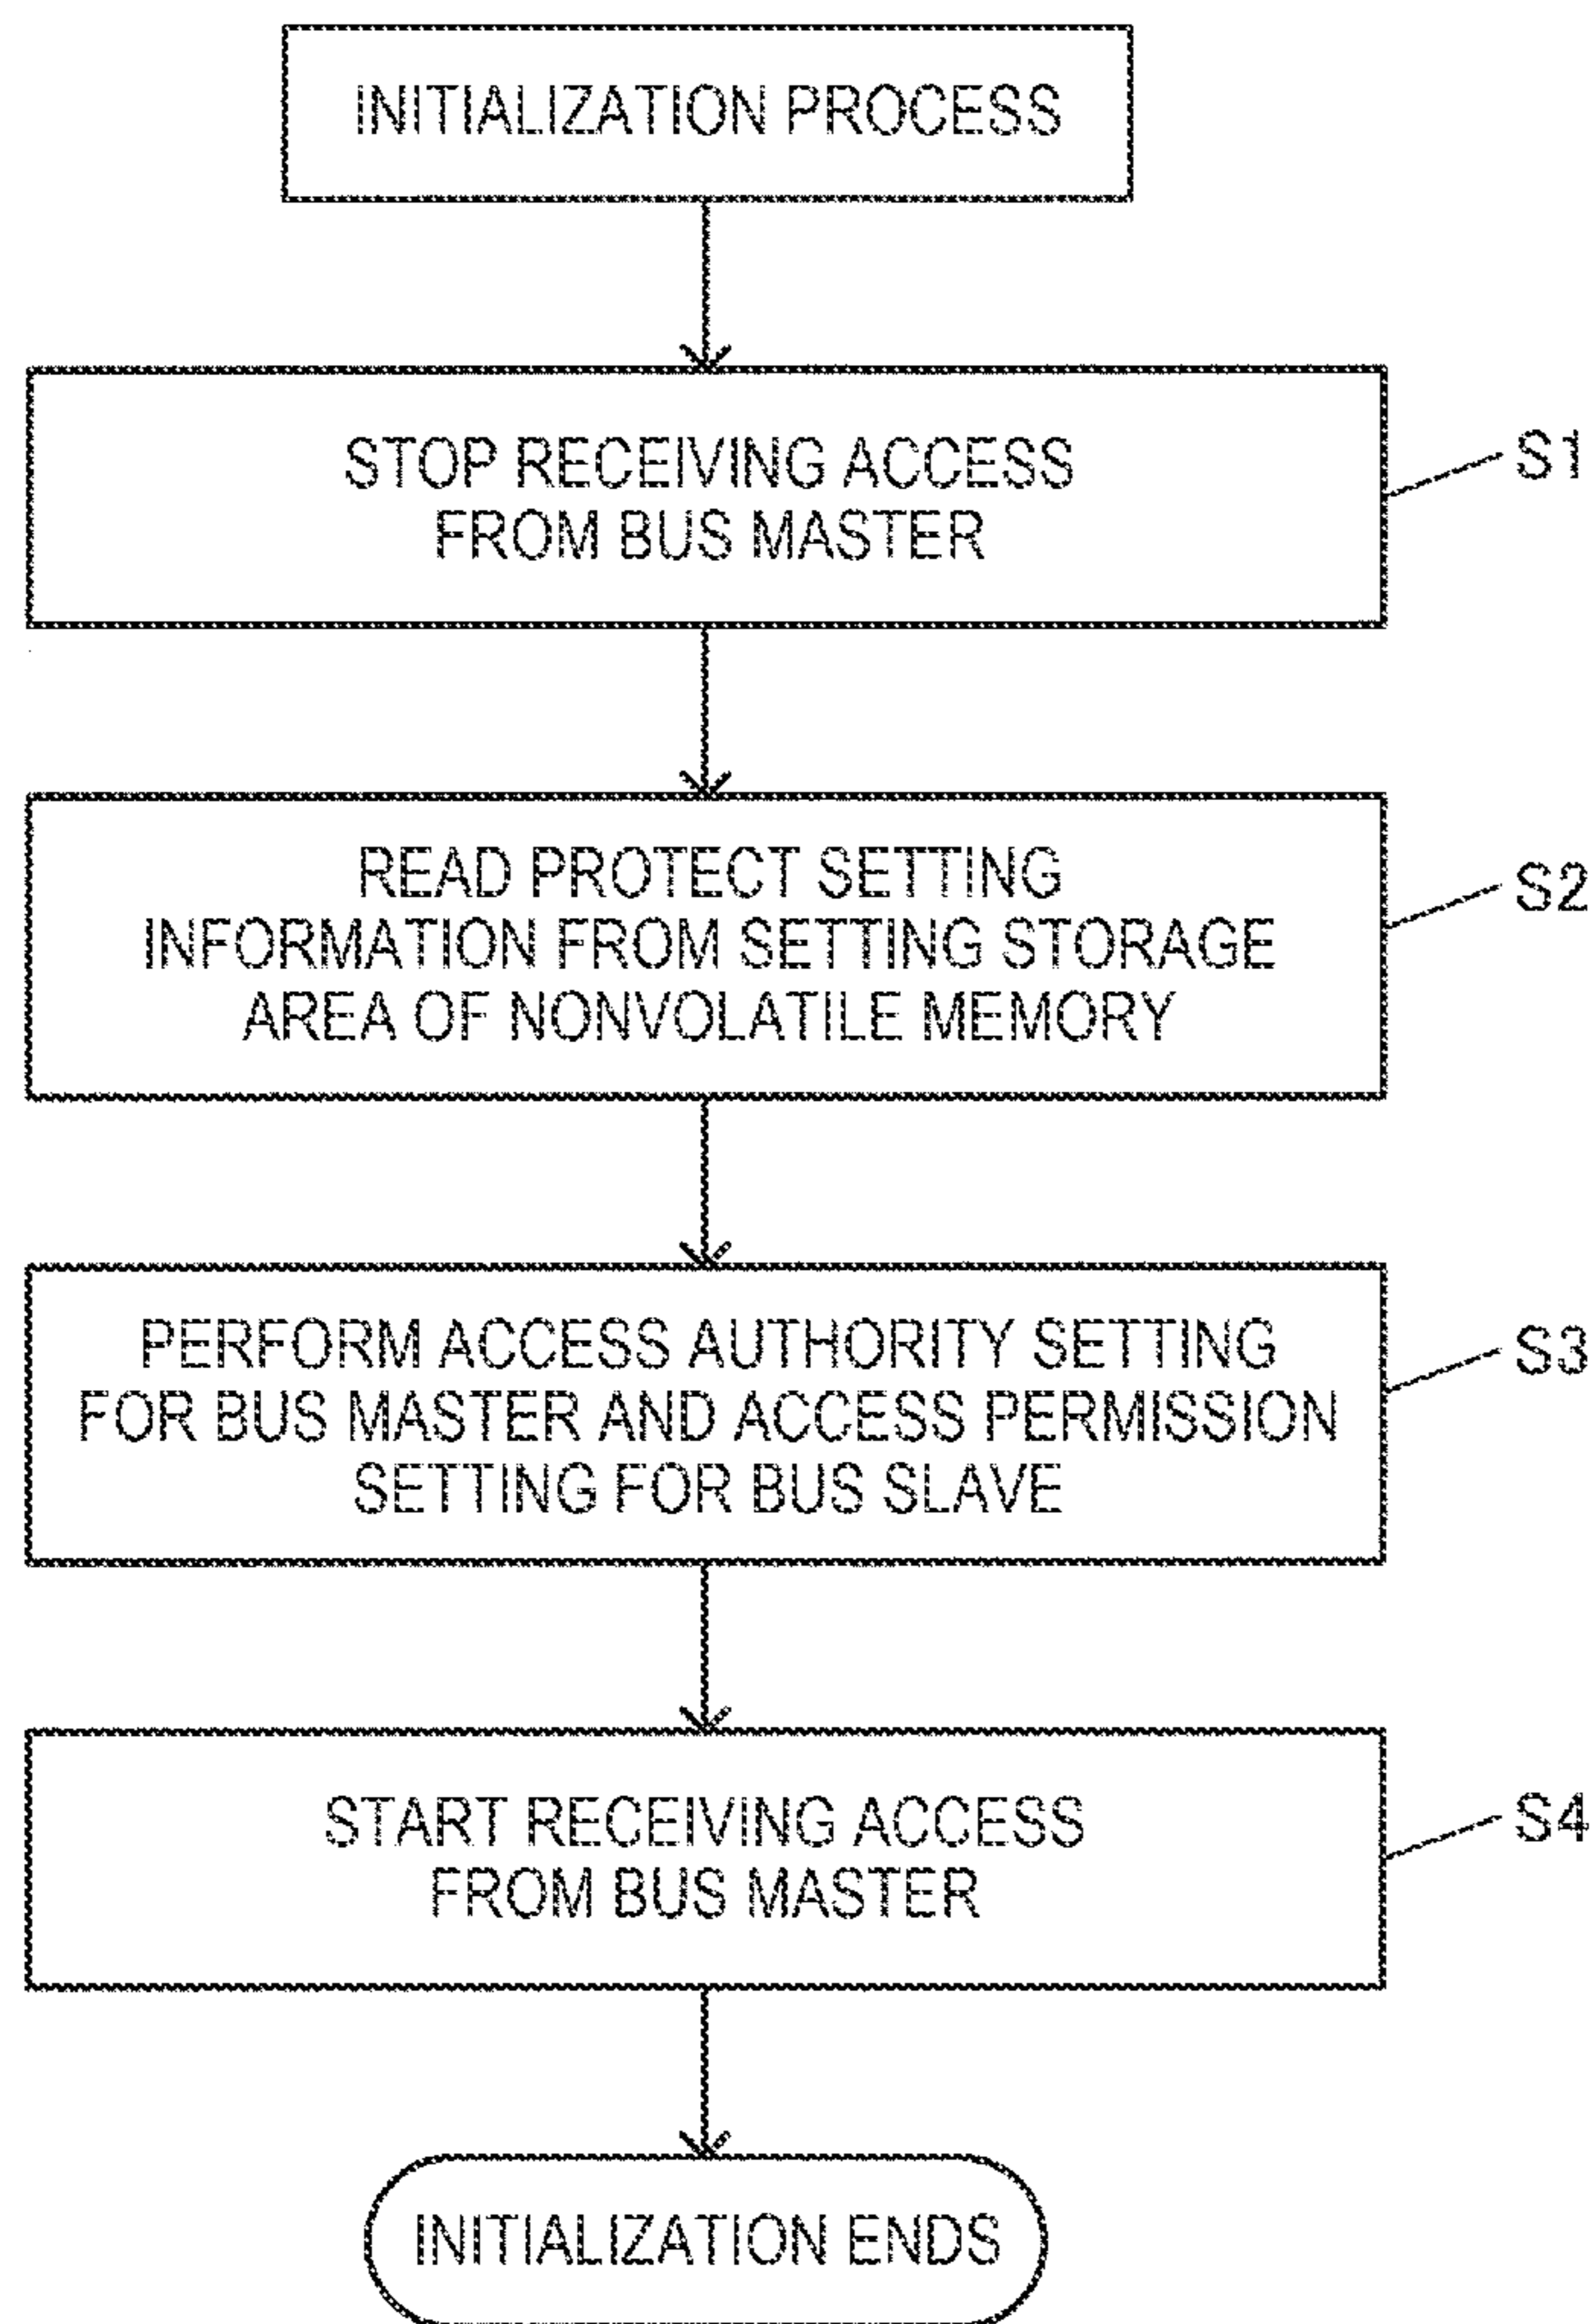 INITIALIZATION PROCESS
STOP RECEIVING ACCESS
FROM BUS MASTER
S1
READ PROTECT SETTING
INFORMATION FROM SETTING STORAGE
AREA OF NONVOLATILE MEMORY
S2
PERFORM ACCESS AUTHORITY SETTING
FOR BUS MASTER AND ACCESS PERMISSION
SETTING FOR BUS SLAVE
S3
START RECEIVING ACCESS
FROM BUS MASTER
S4
INITIALIZATION ENDS